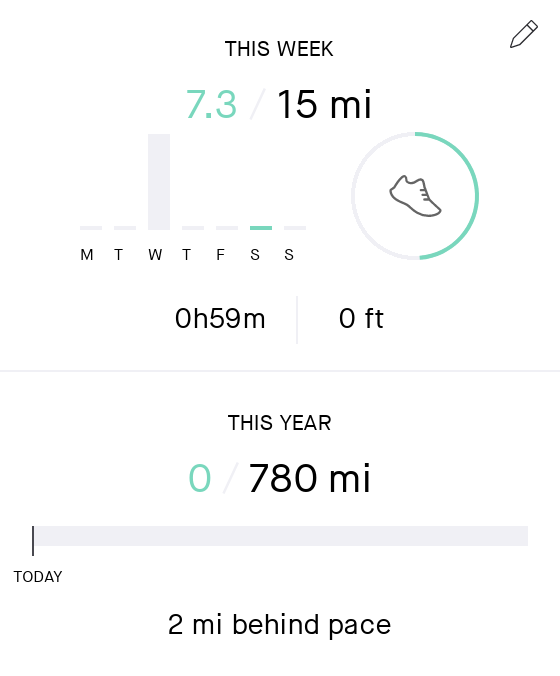 THIS WEEK
7.3 / 15 mi
M T W T F S S
0h59m 0 ft
THIS YEAR
0 / 780 mi
TODAY
2 mi behind pace